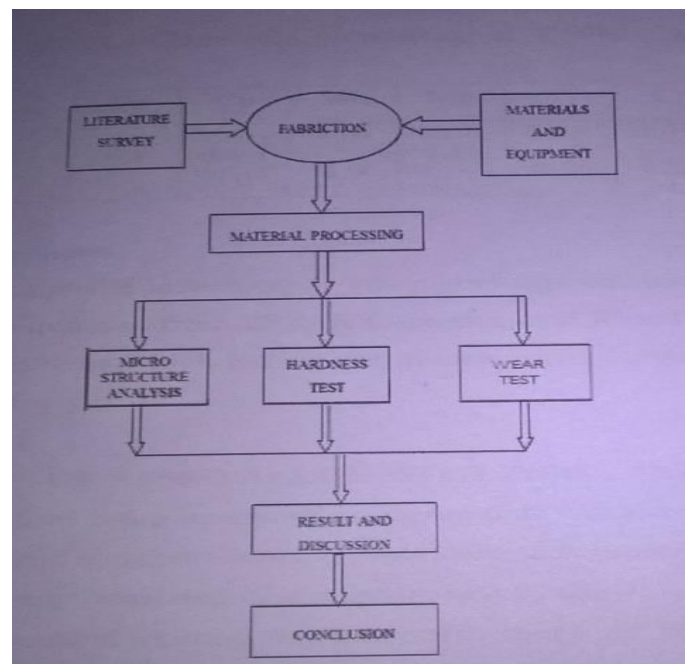 LITERATURE
SURVEY
FABRICTION
MATERIALS
AND
EQUIPMENT
MATERIAL PROCESSING
MICRO
STRUCTURE
ANALYSIS
HARDNESS
TEST
WEAR
TEST
RESULT AND
DISCUSSION
CONCLUSION